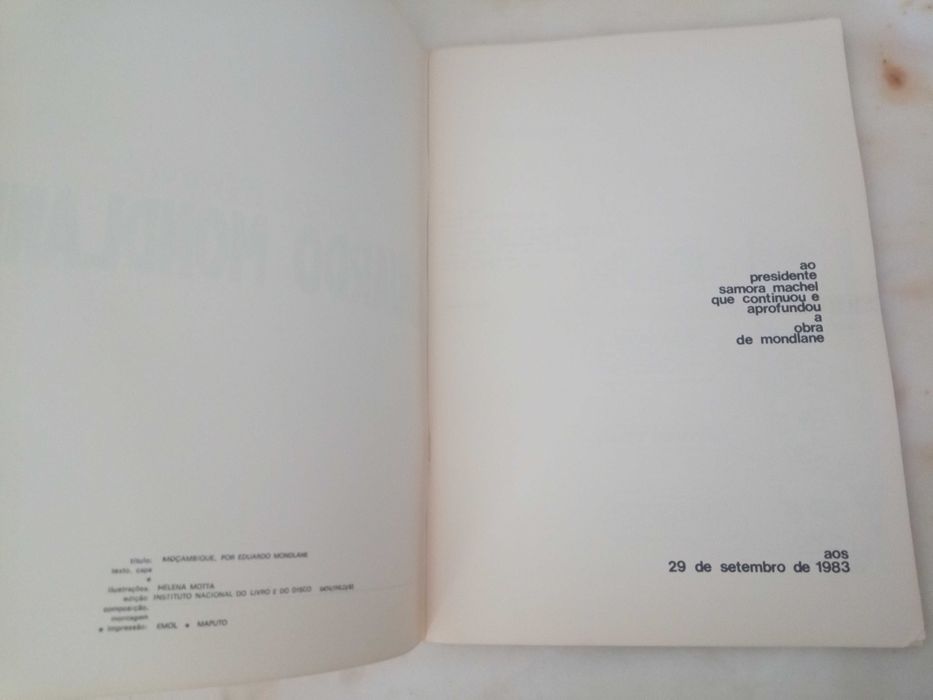 título: MOÇAMBIQUE, POR EDUARDO MONDLANE
texto, capa
e
ilustrações, HELENA MOTTA
edição INSTITUTO NACIONAL DO LIVRO E DO DISCO
composição,
montagem
e impressão: EMOL • MAPUTO
ao
presidente
samora machel
que continuou e
aprofundou
a
obra
de mondlane
aos
29 de setembro de 1983